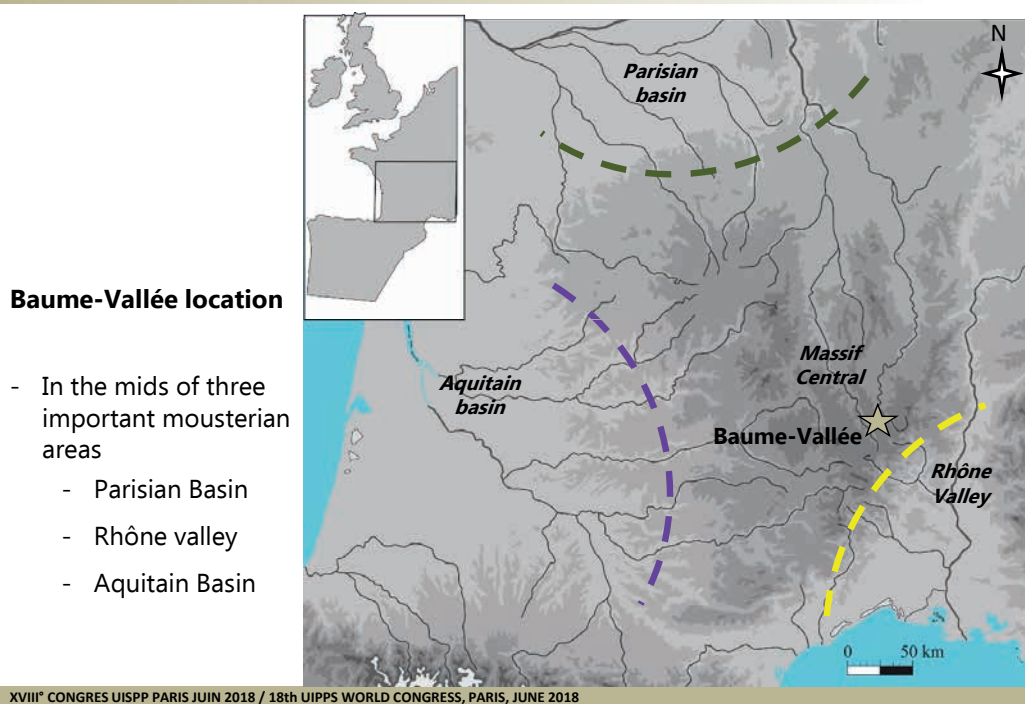 Baume-Vallée location
- In the mids of three
important mousterian
areas
- Parisian Basin
- Rhône valley
- Aquitain Basin
N
Parisian
basin
Massif
Central
Aquitain
basin
Baume-Vallée
Rhône
Valley
0 50 km
XVIII° CONGRES UISPP PARIS JUIN 2018 / 18th UIPPS WORLD CONGRESS, PARIS, JUNE 2018